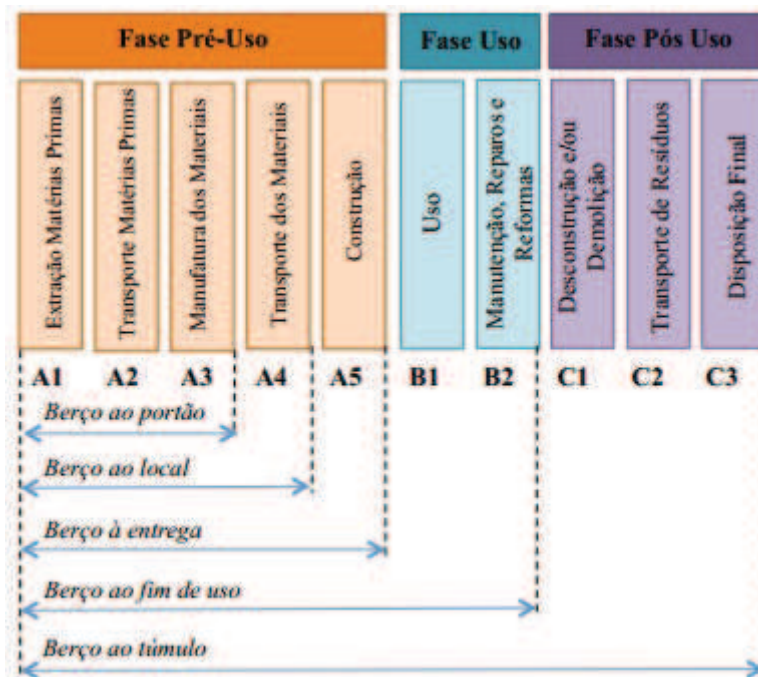 Fase Pré-Uso
Fase Uso
Fase Pós Uso
Extração Matérias Primas
Transporte Matérias Primas
Manufatura dos Materiais
Transporte dos Materiais
Construção
Uso
Manutenção, Reparos e
Reformas
Desconstrução e/ou
Demolição
Transporte de Resíduos
Disposição Final
A1
A2
A3
A4
A5
B1
B2
C1
C2
C3
Berço ao portão
Berço ao local
Berço à entrega
Berço ao fim de uso
Berço ao túmulo